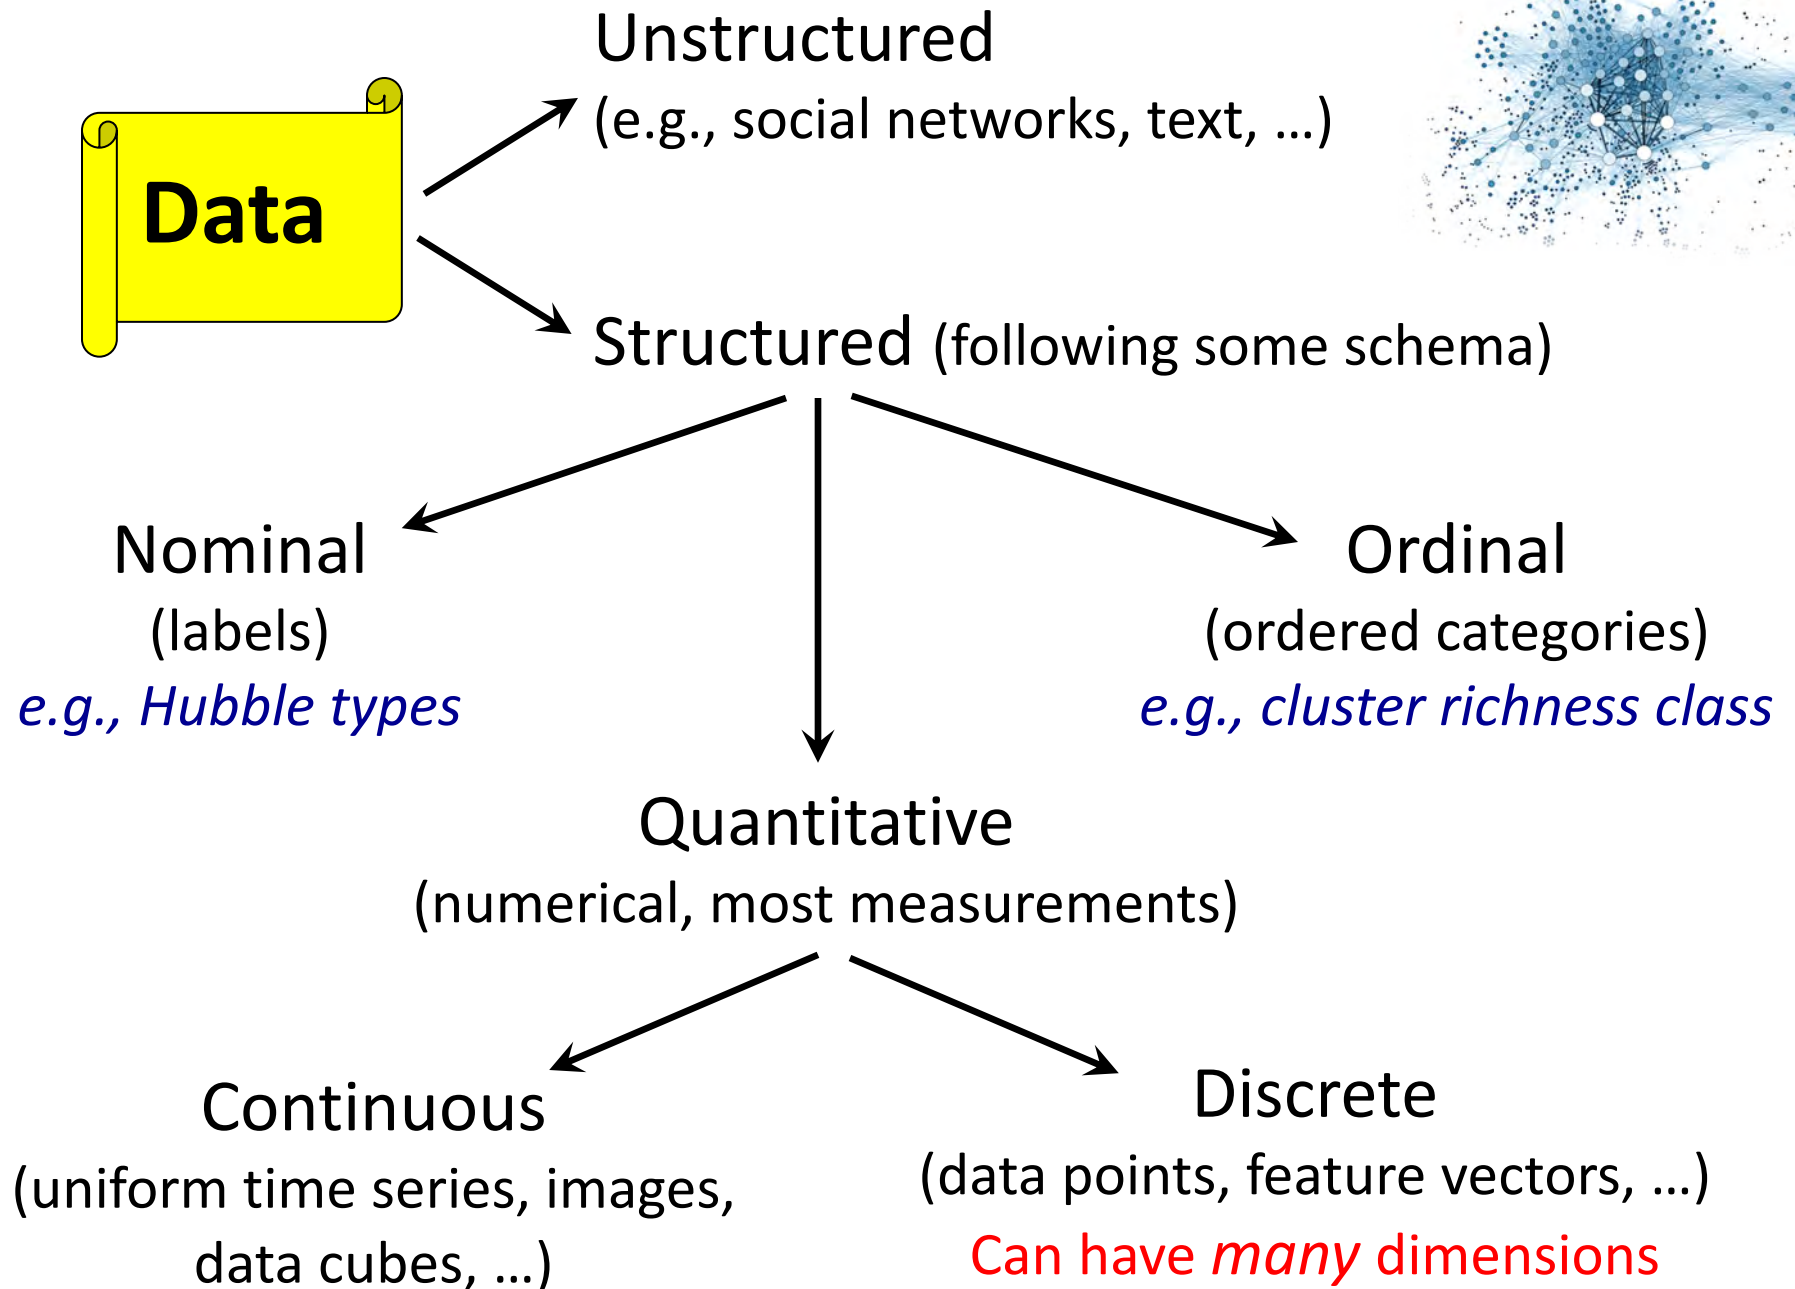 Unstructured
(e.g., social networks, text, …)
Data
Structured (following some schema)
Nominal
(labels)
e.g., Hubble types
Ordinal
(ordered categories)
e.g., cluster richness class
Quantitative
(numerical, most measurements)
Continuous
(uniform time series, images,
data cubes, …)
Discrete
(data points, feature vectors, …)
Can have many dimensions